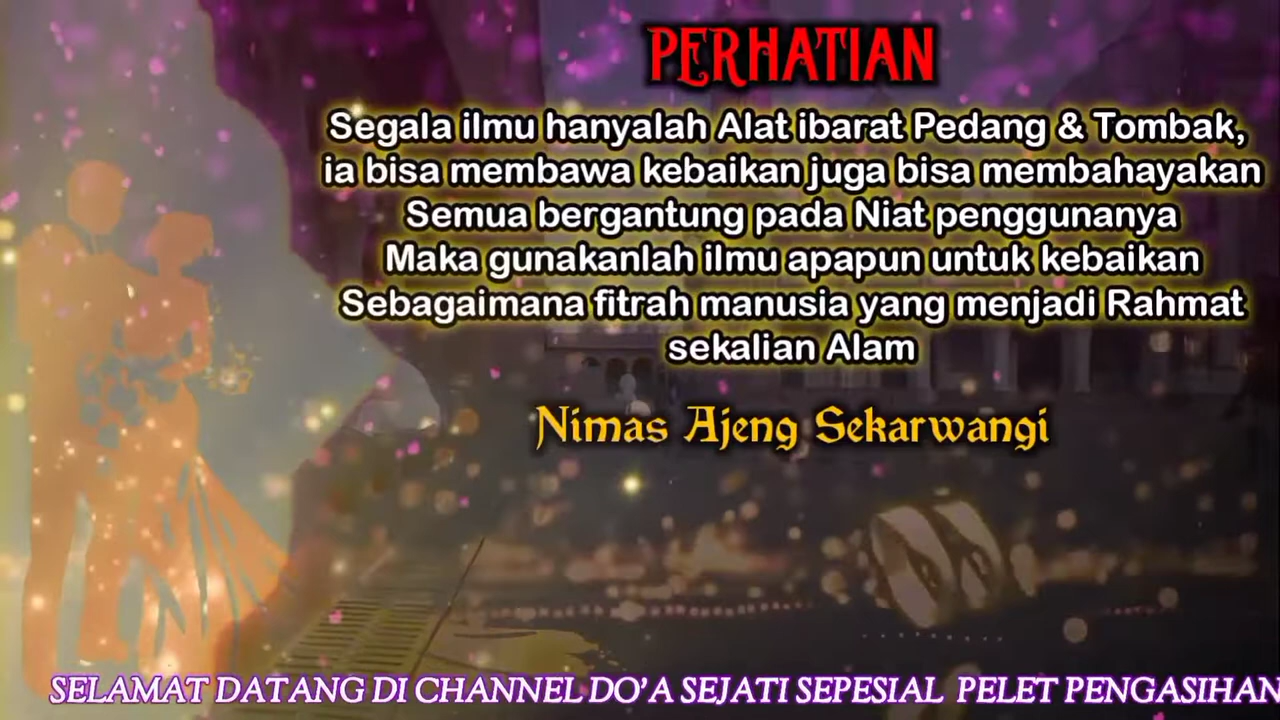 PERHATIAN
Segala ilmu hanyalah Alat ibarat Pedang & Tombak,
ia bisa membawa kebaikan juga bisa membahayakan
Semua bergantung pada Niat penggunanya
Maka gunakanlah ilmu apapun untuk kebaikan
Sebagaimana fitrah manusia yang menjadi Rahmat
sekalian Alam
Nimas Ajeng Sekarwangi
SELAMAT DATANG DI CHANNEL DO'A SEJATI SEPESIAL PELET PENGASIHAN